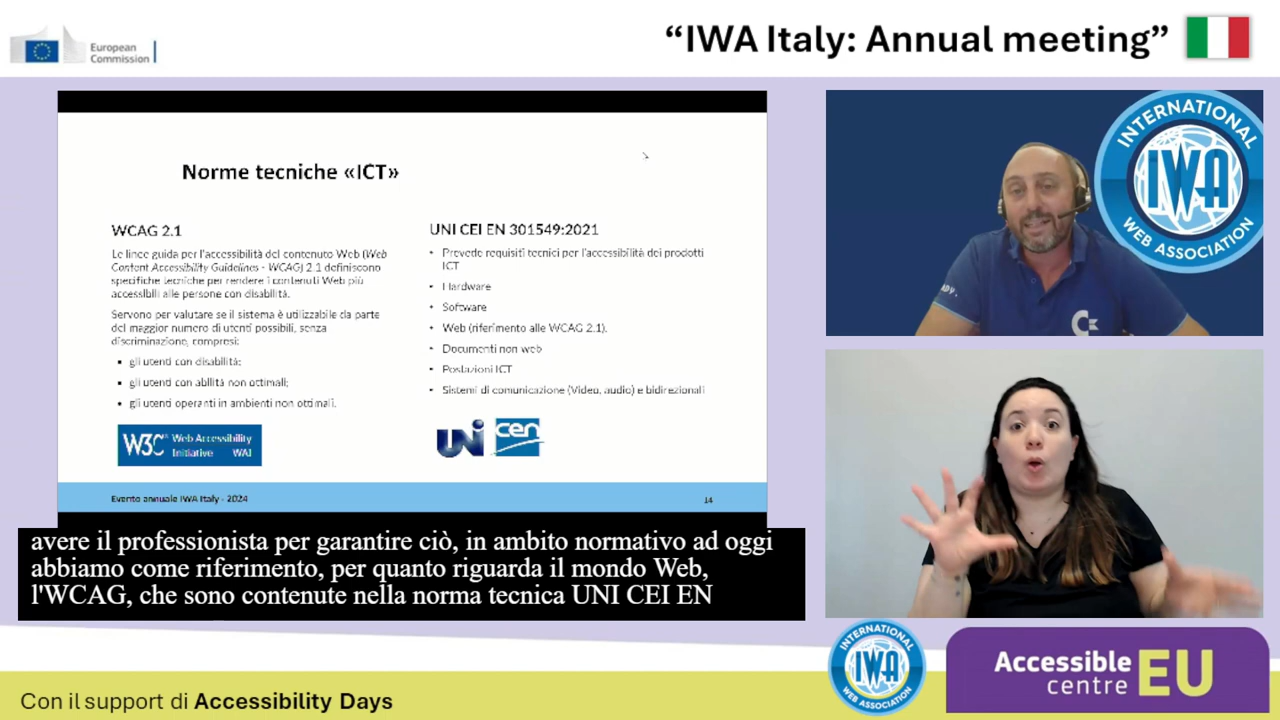 European
Commission
“IWA Italy: Annual meeting”
Norme tecniche «ICT»
WCAG 2.1
Le linee guida per l'accessibilità del contenuto Web (Web
Content Accessibility Guidelines - WCAG) 2.1 definiscono
specifiche tecniche per rendere i contenuti Web più
accessibili alle persone con disabilità.
Servono per valutare se il sistema è utilizzabile da parte
del maggior numero di utenti possibili, senza
discriminazione, compresi:
• gli utenti con disabilità;
• gli utenti con abilità non ottimali;
• gli utenti operanti in ambienti non ottimali.
W3C Web Accessibility
Initiative WAI
UNI CEI EN 301549:2021
• Prevede requisiti tecnici per l'accessibilità dei prodotti
ICT
• Hardware
• Software
• Web (riferimento alle WCAG 2.1).
• Documenti non web
• Postazioni ICT
• Sistemi di comunicazione (Video, audio) e bidirezionali
UNI cen
Evento annuale IWA Italy - 2024
14
INTERNATIONAL
IWA
WEB ASSOCIATION
avere il professionista per garantire ciò, in ambito normativo ad oggi
abbiamo come riferimento, per quanto riguarda il mondo Web,
l'WCAG, che sono contenute nella norma tecnica UNI CEI EN
INTERNATIONAL
IWA
WEB ASSOCIATION
Accessible
centre
EU
Con il support di Accessibility Days